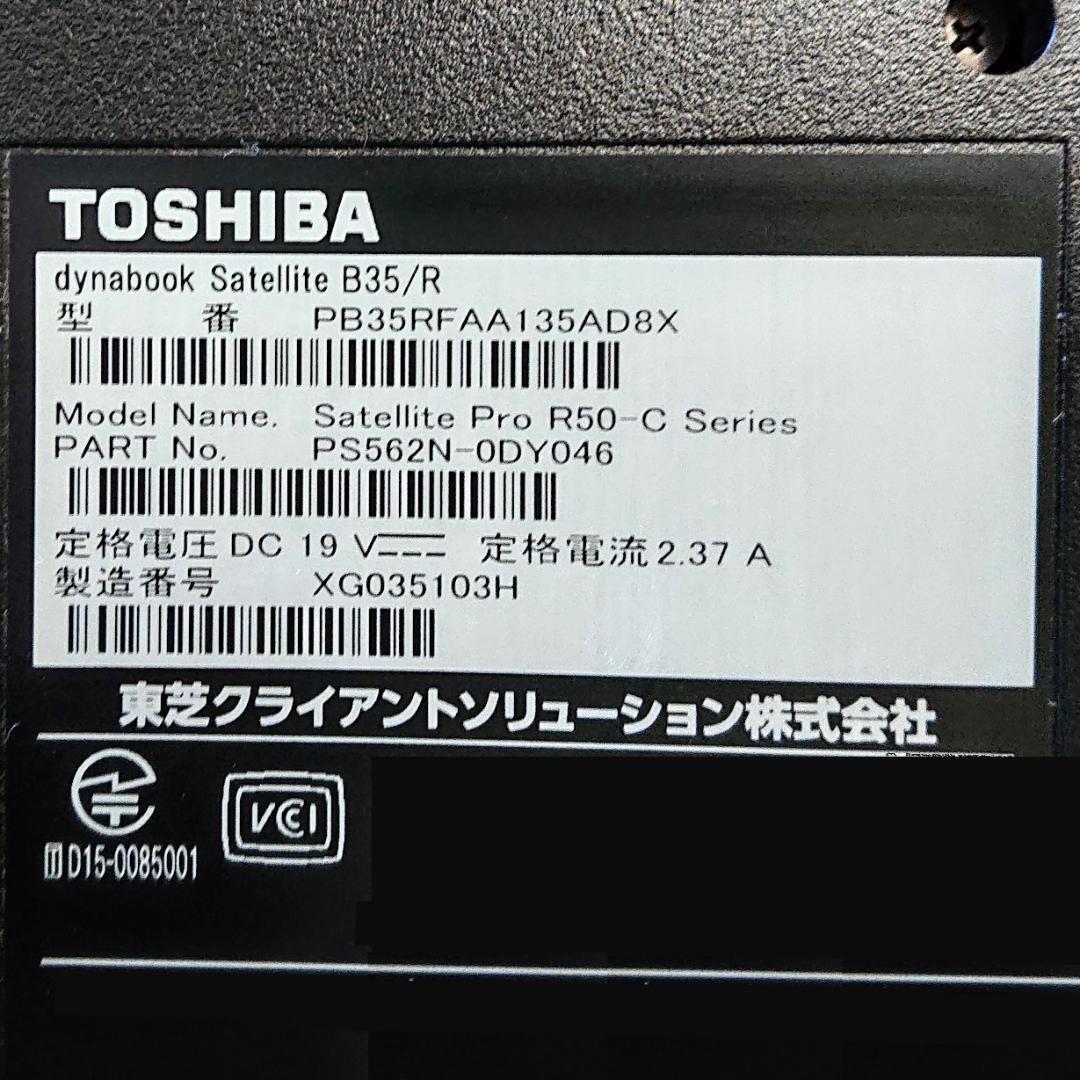 TOSHIBA
dynabook Satellite B35/R
型番 PB35RFAA135AD8X
Model Name. Satellite Pro R50-C Series
PART No. PS562N-0DY046
定格電圧 DC 19 V 定格電流 2.37 A
製造番号 XG035103H
東芝クライアントソリューション株式会社
VCCI
T D15-0085001